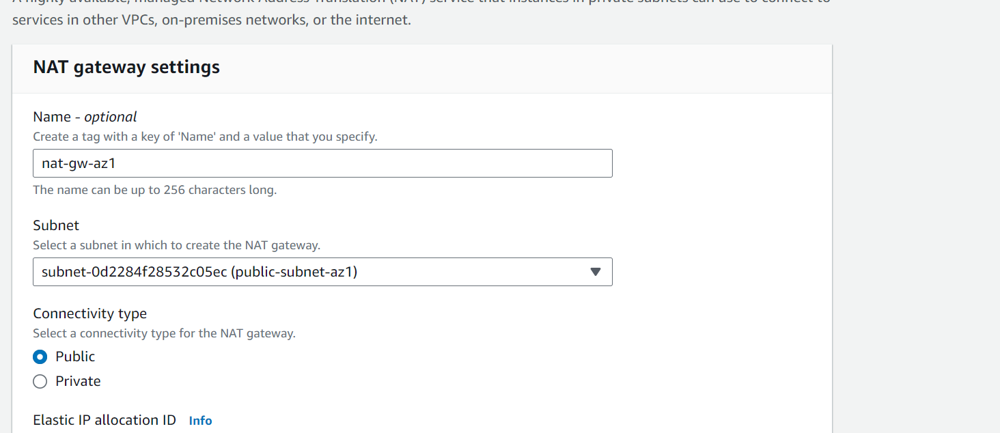 A highly available, managed Network Address Translation (NAT) service that instances in private subnets can use to connect to
services in other VPCs, on-premises networks, or the internet.
NAT gateway settings
Name - optional
Create a tag with a key of 'Name' and a value that you specify.
nat-gw-az1
The name can be up to 256 characters long.
Subnet
Select a subnet in which to create the NAT gateway.
subnet-0d2284f28532c05ec (public-subnet-az1)
Connectivity type
Select a connectivity type for the NAT gateway.
Public
Private
Elastic IP allocation ID Info